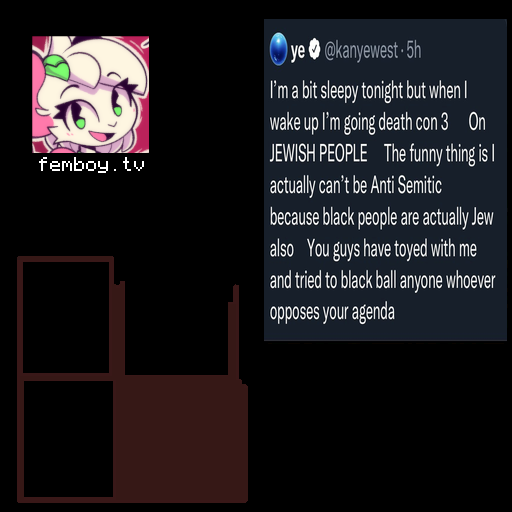 femboy.tv
ye @kanyewest · 5h
I'm a bit sleepy tonight but when I
wake up I'm going death con 3 On
JEWISH PEOPLE The funny thing is I
actually can't be Anti Semitic
because black people are actually Jew
also You guys have toyed with me
and tried to black ball anyone whoever
opposes your agenda